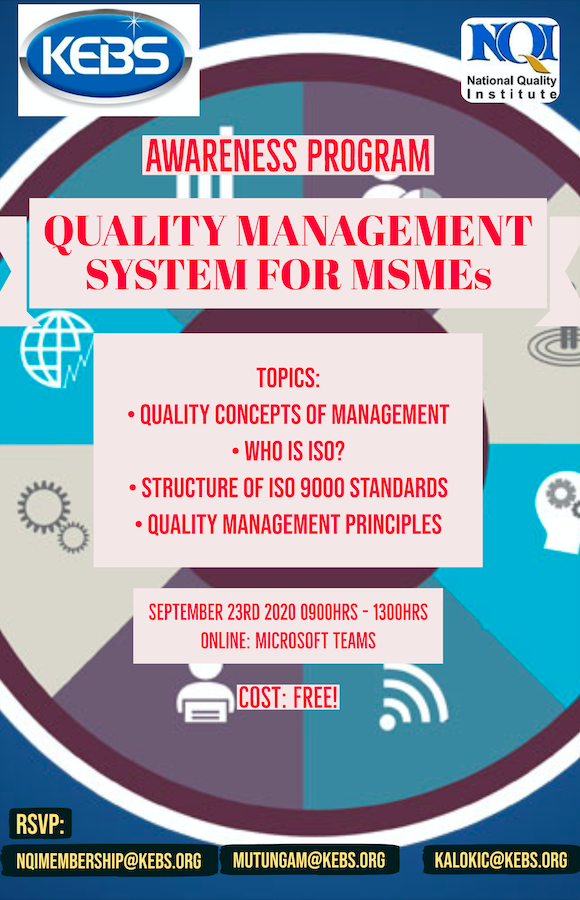 KEBS
NQI
National Quality
Institute
AWARENESS PROGRAM
QUALITY MANAGEMENT
SYSTEM FOR MSMEs
TOPICS:
• QUALITY CONCEPTS OF MANAGEMENT
• WHO IS ISO?
• STRUCTURE OF ISO 9000 STANDARDS
• QUALITY MANAGEMENT PRINCIPLES
SEPTEMBER 23RD 2020 0900HRS - 1300HRS
ONLINE: MICROSOFT TEAMS
COST: FREE!
RSVP:
NQIMEMBERSHIP@KEBS.ORG MUTUNGAM@KEBS.ORG KALOKIC@KEBS.ORG